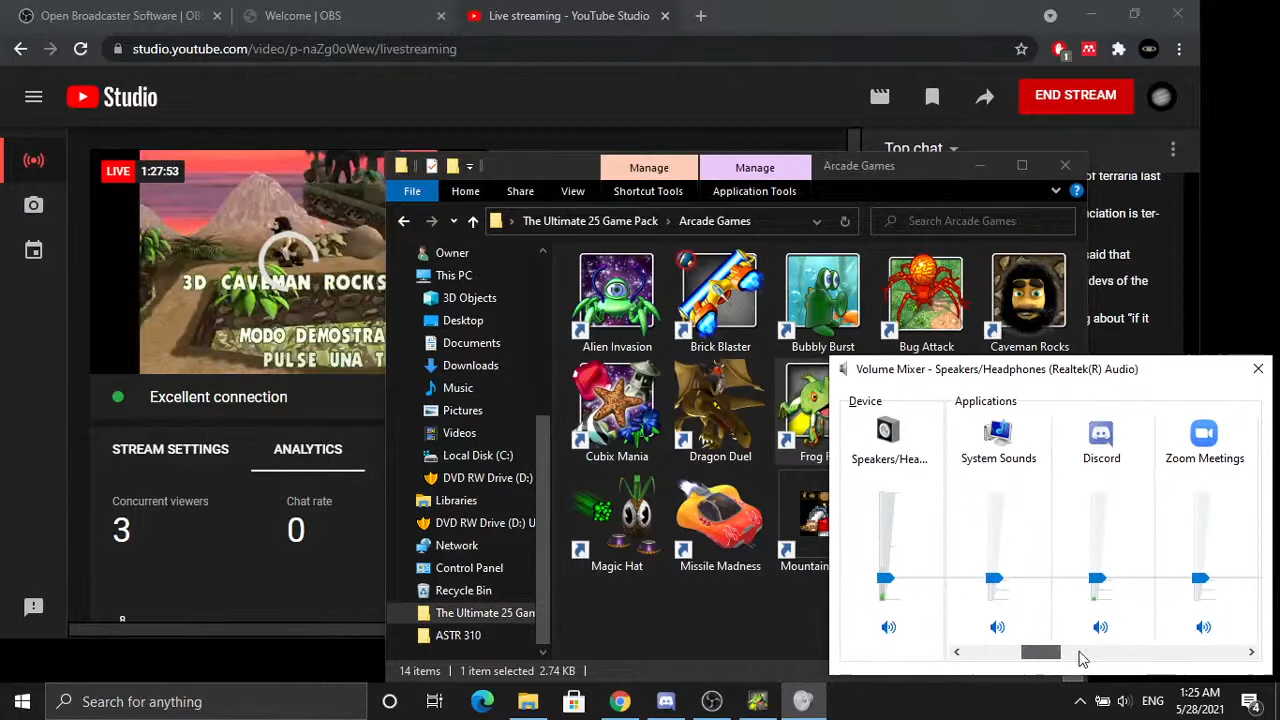 Open Broadcaster Software | OBS
Welcome | OBS
Live streaming - YouTube Studio
studio.youtube.com/video/p-naZg0oWew/livestreaming
1
Studio
END STREAM
LIVE 1:27:53
3D CAVEMAN ROCKS
MODO DEMOSTRA
PULSE UNA T
Excellent connection
STREAM SETTINGS
ANALYTICS
Concurrent viewers
3
Chat rate
0
Top chat
of terraria last
ciation is ter-
said that
devs of the
about "if it
Manage
Manage
Arcade Games
File
Home
Share
View
Shortcut Tools
Application Tools
The Ultimate 25 Game Pack
Arcade Games
Search Arcade Games
Owner
This PC
3D Objects
Desktop
Documents
Downloads
Music
Pictures
Videos
Local Disk (C:)
DVD RW Drive (D:)
Libraries
DVD RW Drive (D:) U
Network
Control Panel
Recycle Bin
The Ultimate 25 Gam
ASTR 310
Alien Invasion
Brick Blaster
Bubbly Burst
Bug Attack
Caveman Rocks
Cubix Mania
Dragon Duel
Frog
Magic Hat
Missile Madness
Mountain
14 items
1 item selected 2.74 KB
Volume Mixer - Speakers/Headphones (Realtek(R) Audio)
Device
Applications
Speakers/Hea...
System Sounds
Discord
Zoom Meetings
Search for anything
ENG
1:25 AM
5/28/2021
4